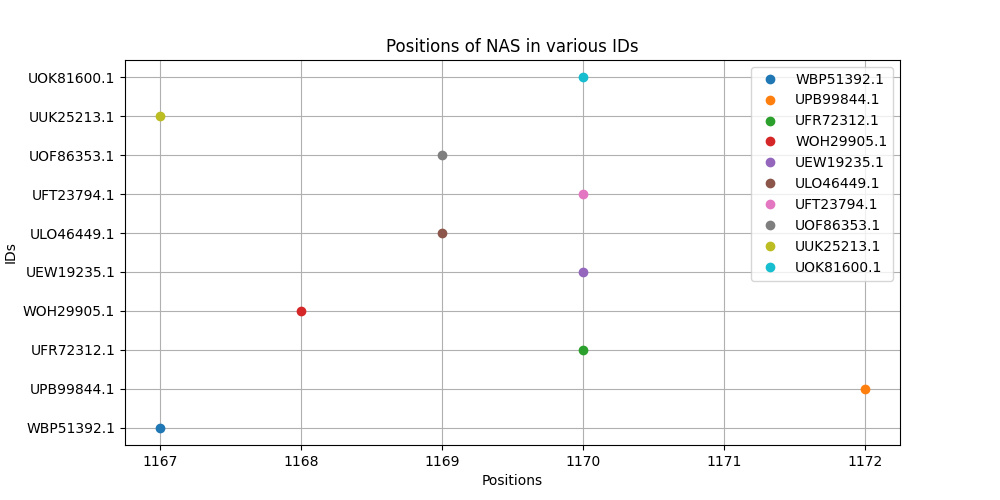 Positions of NAS in various IDs
IDs
UOK81600.1
UUK25213.1
UOF86353.1
UFT23794.1
ULO46449.1
UEW19235.1
WOH29905.1
UFR72312.1
UPB99844.1
WBP51392.1
WBP51392.1
UPB99844.1
UFR72312.1
WOH29905.1
UEW19235.1
ULO46449.1
UFT23794.1
UOF86353.1
UUK25213.1
UOK81600.1
1167 1168 1169 1170 1171 1172
Positions